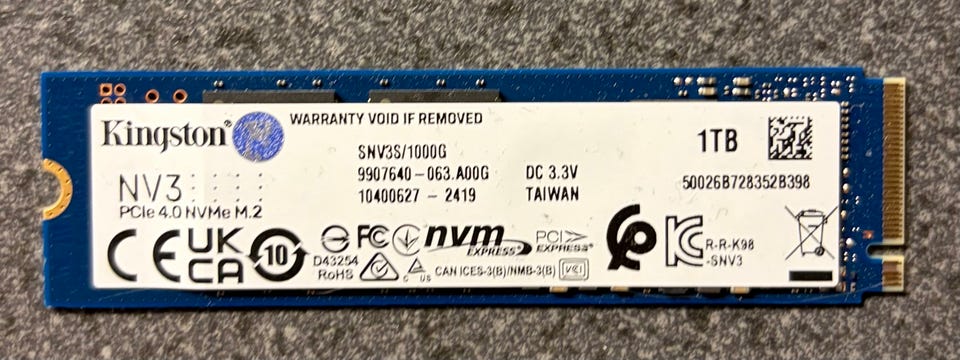 Kingston®
WARRANTY VOID IF REMOVED
SNV3S/1000G
9907640-063.A00G
DC 3.3V
10400627-2419
TAIWAN
1TB
50026B728352B398
NV3
PCIe 4.0 NVMe M.2
CE
UK
CA
10
FC
nvm
EXPRESS®
PCI
EXPRESS®
D43254
RoHS
C US
CAN ICES-3(B)/NMB-3(B)
VCI
KC
R-R-K98
-SNV3